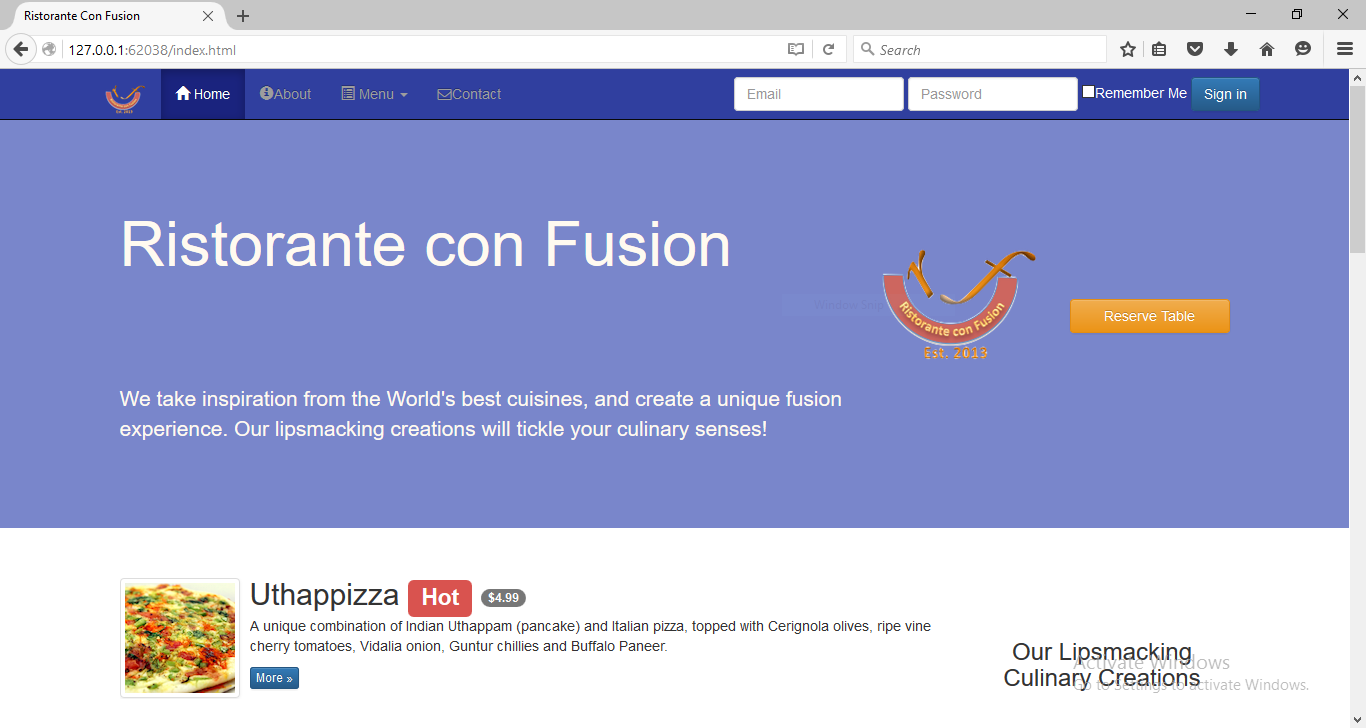 Ristorante Con Fusion
127.0.0.1:62038/index.html
Search
Est. 2013
Home
About
Menu
Contact
Email
Password
Remember Me
Sign in
Ristorante con Fusion
Ristorante con Fusion
Est. 2013
Reserve Table
We take inspiration from the World's best cuisines, and create a unique fusion
experience. Our lipsmacking creations will tickle your culinary senses!
Uthappizza Hot $4.99
A unique combination of Indian Uthappam (pancake) and Italian pizza, topped with Cerignola olives, ripe vine
cherry tomatoes, Vidalia onion, Guntur chillies and Buffalo Paneer.
More »
Our Lipsmacking
Culinary Creations
Activate Windows
Go to Settings to activate Windows.